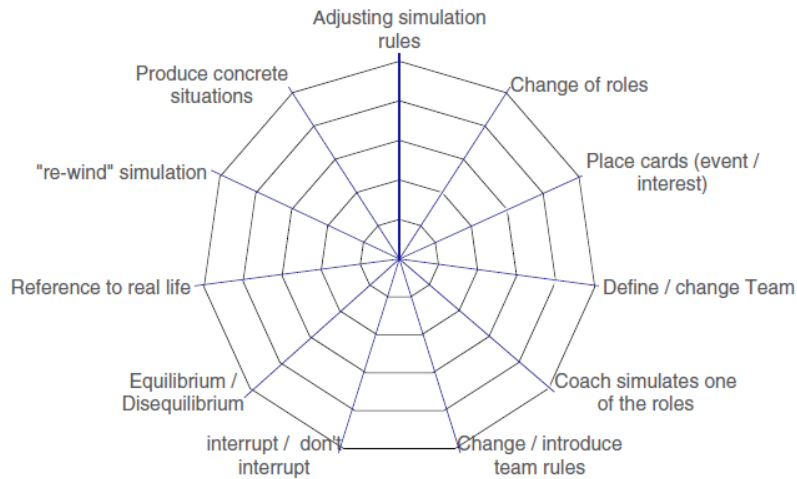 Adjusting simulation
rules
Produce concrete
situations
Change of roles
"re-wind" simulation
Place cards (event /
interest)
Reference to real life
Define / change Team
Equilibrium /
Disequilibrium
Coach simulates one
of the roles
interrupt / don't
interrupt
Change / introduce
team rules